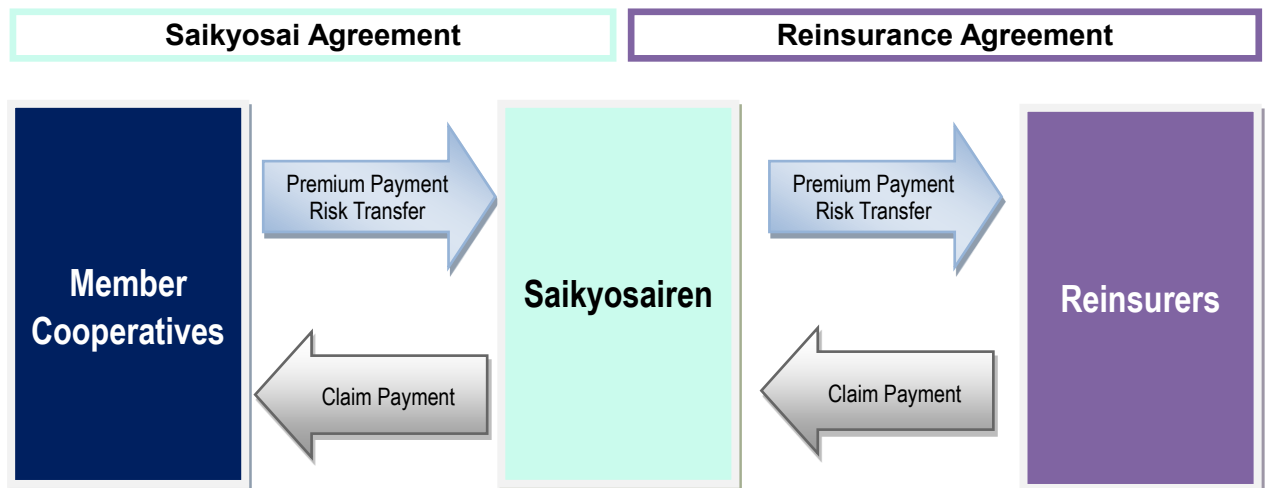 Saikyosai Agreement
Reinsurance Agreement
Member
Cooperatives
Premium Payment
Risk Transfer
Claim Payment
Saikyosairen
Premium Payment
Risk Transfer
Claim Payment
Reinsurers